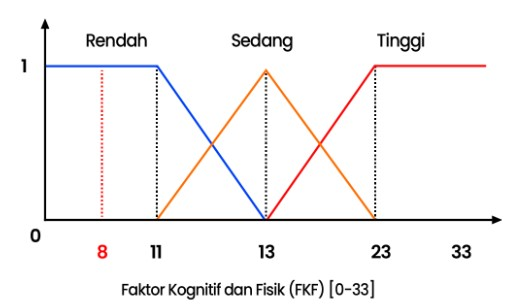 Rendah Sedang Tinggi
1
0
8 11 13 23 33
Faktor Kognitif dan Fisik (FKF) [0-33]